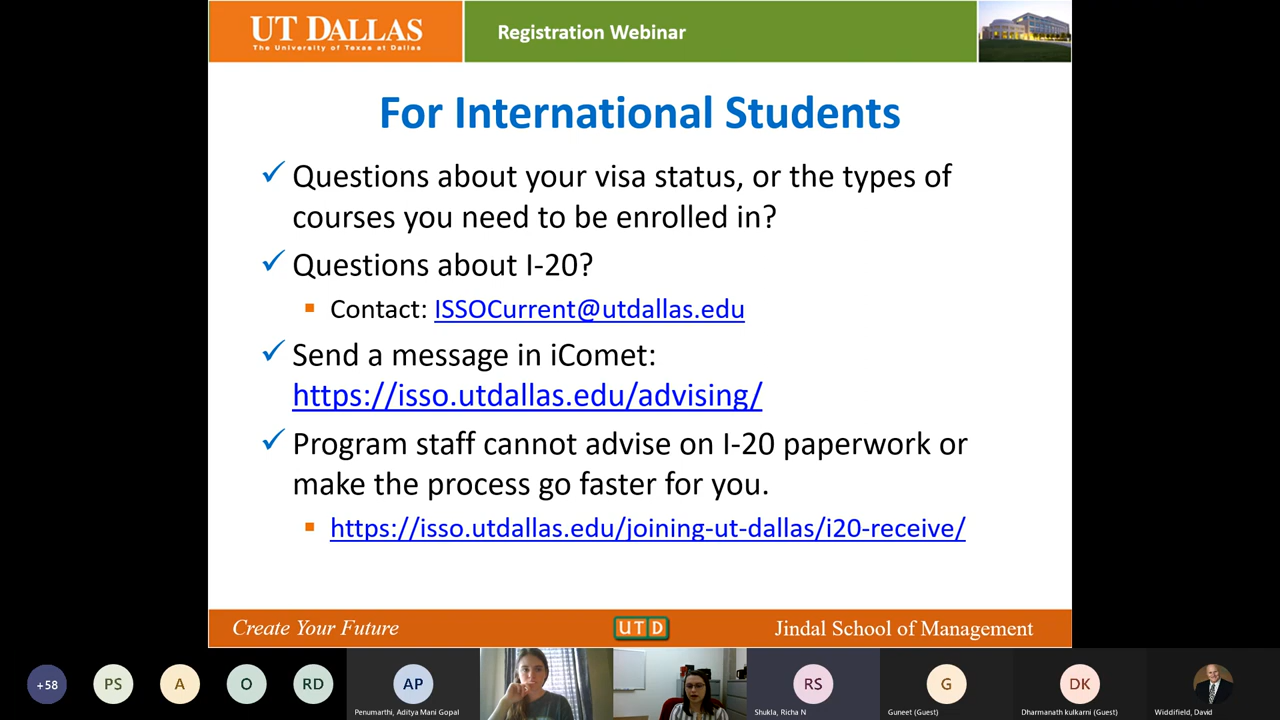 UT DALLAS
The University of Texas at Dallas
Registration Webinar
For International Students
Questions about your visa status, or the types of
courses you need to be enrolled in?
Questions about I-20?
Contact: ISSOCurrent@utdallas.edu
Send a message in iComet:
https://isso.utdallas.edu/advising/
Program staff cannot advise on I-20 paperwork or
make the process go faster for you.
https://isso.utdallas.edu/joining-ut-dallas/i20-receive/
Create Your Future
UTD
Jindal School of Management
+58
PS
A
O
RD
AP
RS
G
DK
Penumarthi, Aditya Mani Gopal
Shukla, Richa N
Guneet (Guest)
Dharmanath kulkarni (Guest)
Widdifield, David